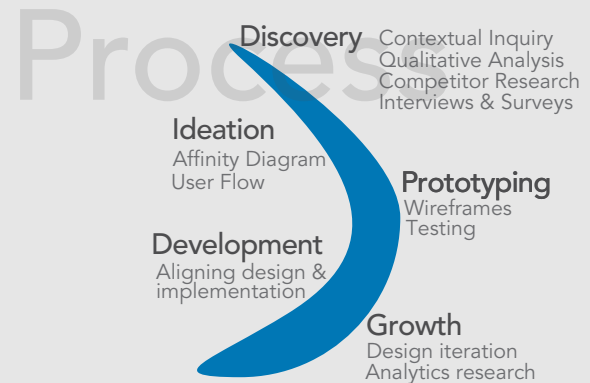 Process
Discovery
Contextual Inquiry
Qualitative Analysis
Competitor Research
Interviews & Surveys
Ideation
Affinity Diagram
User Flow
Prototyping
Wireframes
Testing
Development
Aligning design &
implementation
Growth
Design iteration
Analytics research